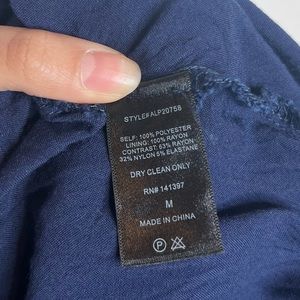 STYLE#ALP20758
SELF: 100% POLYESTER
LINING: 100% RAYON
CONTRAST: 63% RAYON
32% NYLON 5% ELASTANE
DRY CLEAN ONLY
RN# 141397
M
MADE IN CHINA
P